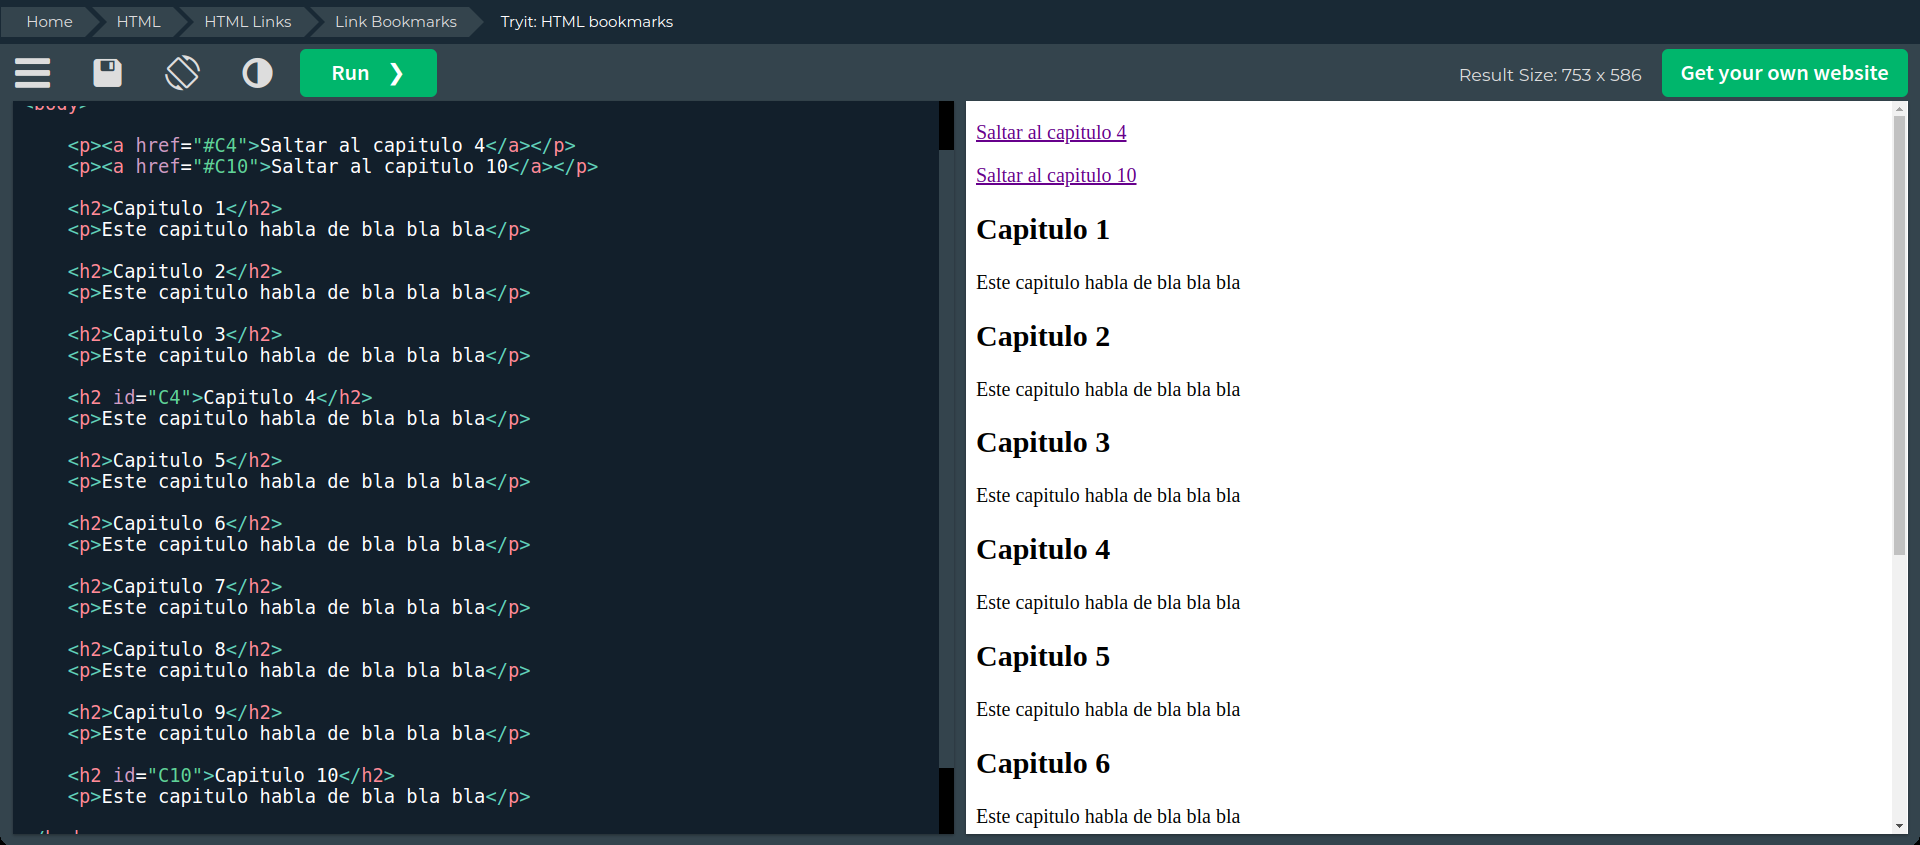 Home HTML HTML Links Link Bookmarks Tryit: HTML bookmarks
Run ❯ Result Size: 753 x 586 Get your own website
<body>
<p><a href="#C4">Saltar al capitulo 4</a></p>
<p><a href="#C10">Saltar al capitulo 10</a></p>
<h2>Capitulo 1</h2>
<p>Este capitulo habla de bla bla bla</p>
<h2>Capitulo 2</h2>
<p>Este capitulo habla de bla bla bla</p>
<h2>Capitulo 3</h2>
<p>Este capitulo habla de bla bla bla</p>
<h2 id="C4">Capitulo 4</h2>
<p>Este capitulo habla de bla bla bla</p>
<h2>Capitulo 5</h2>
<p>Este capitulo habla de bla bla bla</p>
<h2>Capitulo 6</h2>
<p>Este capitulo habla de bla bla bla</p>
<h2>Capitulo 7</h2>
<p>Este capitulo habla de bla bla bla</p>
<h2>Capitulo 8</h2>
<p>Este capitulo habla de bla bla bla</p>
<h2>Capitulo 9</h2>
<p>Este capitulo habla de bla bla bla</p>
<h2 id="C10">Capitulo 10</h2>
<p>Este capitulo habla de bla bla bla</p>
Saltar al capitulo 4
Saltar al capitulo 10
Capitulo 1
Este capitulo habla de bla bla bla
Capitulo 2
Este capitulo habla de bla bla bla
Capitulo 3
Este capitulo habla de bla bla bla
Capitulo 4
Este capitulo habla de bla bla bla
Capitulo 5
Este capitulo habla de bla bla bla
Capitulo 6
Este capitulo habla de bla bla bla